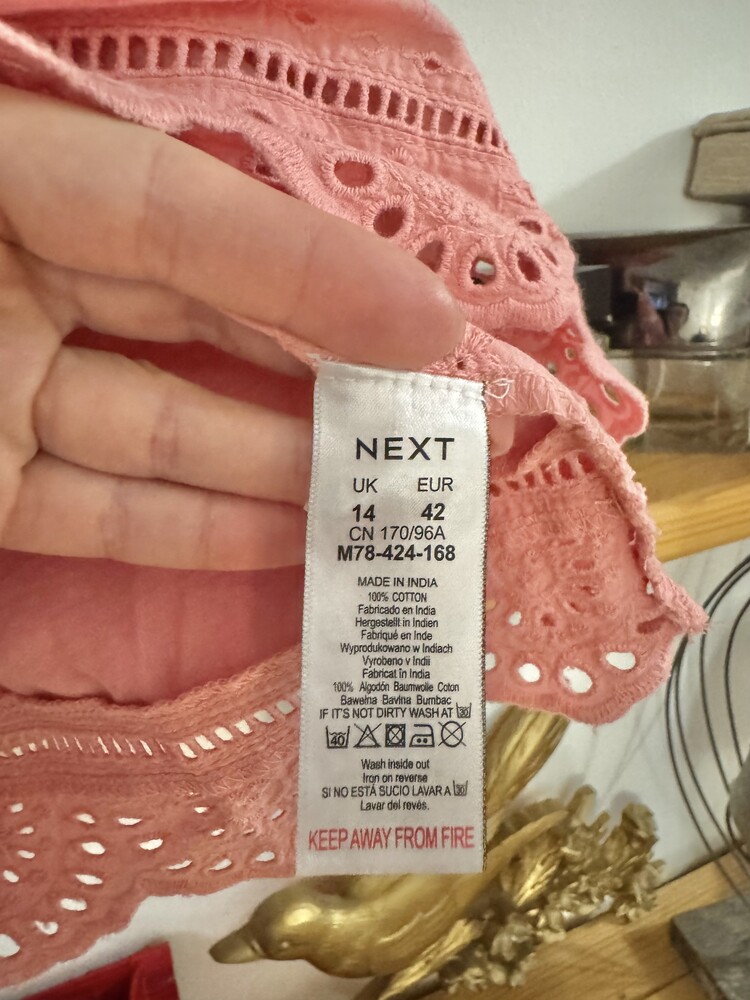 NEXT
UK EUR
14 42
CN 170/96A
M78-424-168
MADE IN INDIA
100% COTTON
Fabricado en India
Hergestellt in Indien
Fabriqué en Inde
Wyprodukowano w Indiach
Vyrobeno v Indii
Fabricat în India
100% Algodón Baumwolle Coton
Bawełna Bavlna Bumbac
IF IT'S NOT DIRTY WASH AT 30
40
Wash inside out
Iron on reverse
SI NO ESTÁ SUCIO LAVAR A 30
Lavar del revés.
KEEP AWAY FROM FIRE